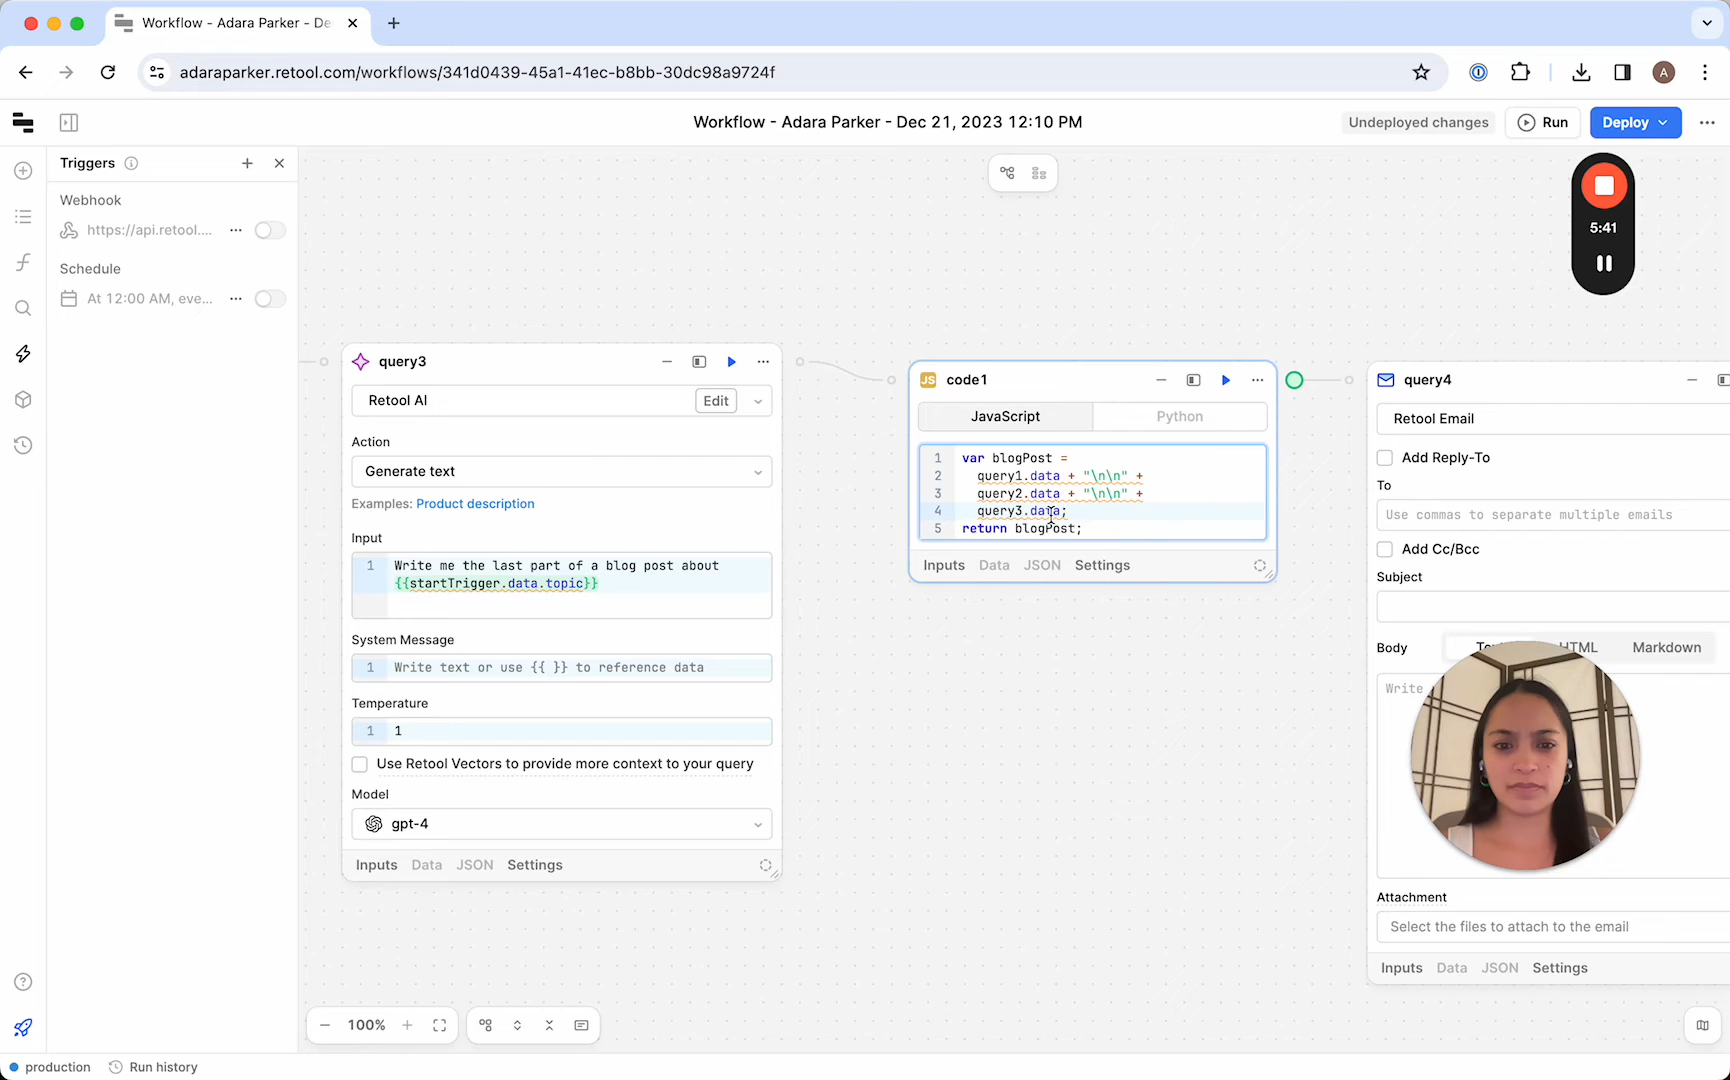 Workflow - Adara Parker - De
adaraparker.retool.com/workflows/341d0439-45a1-41ec-b8bb-30dc98a9724f
A
Workflow - Adara Parker - Dec 21, 2023 12:10 PM
Undeployed changes
Run
Deploy
Triggers
Webhook
https://api.retool....
Schedule
At 12:00 AM, eve...
5:41
query3
Retool AI
Edit
Action
Generate text
Examples: Product description
Input
1 Write me the last part of a blog post about
{{startTrigger.data.topic}}
System Message
1 Write text or use {{ }} to reference data
Temperature
1 1
Use Retool Vectors to provide more context to your query
Model
gpt-4
Inputs Data JSON Settings
JS code1
JavaScript Python
1 var blogPost =
2 query1.data + "\n\n" +
3 query2.data + "\n\n" +
4 query3.data;
5 return blogPost;
Inputs Data JSON Settings
query4
Retool Email
Add Reply-To
To
Use commas to separate multiple emails
Add Cc/Bcc
Subject
Body
HTML Markdown
Write
Attachment
Select the files to attach to the email
Inputs Data JSON Settings
100%
production Run history